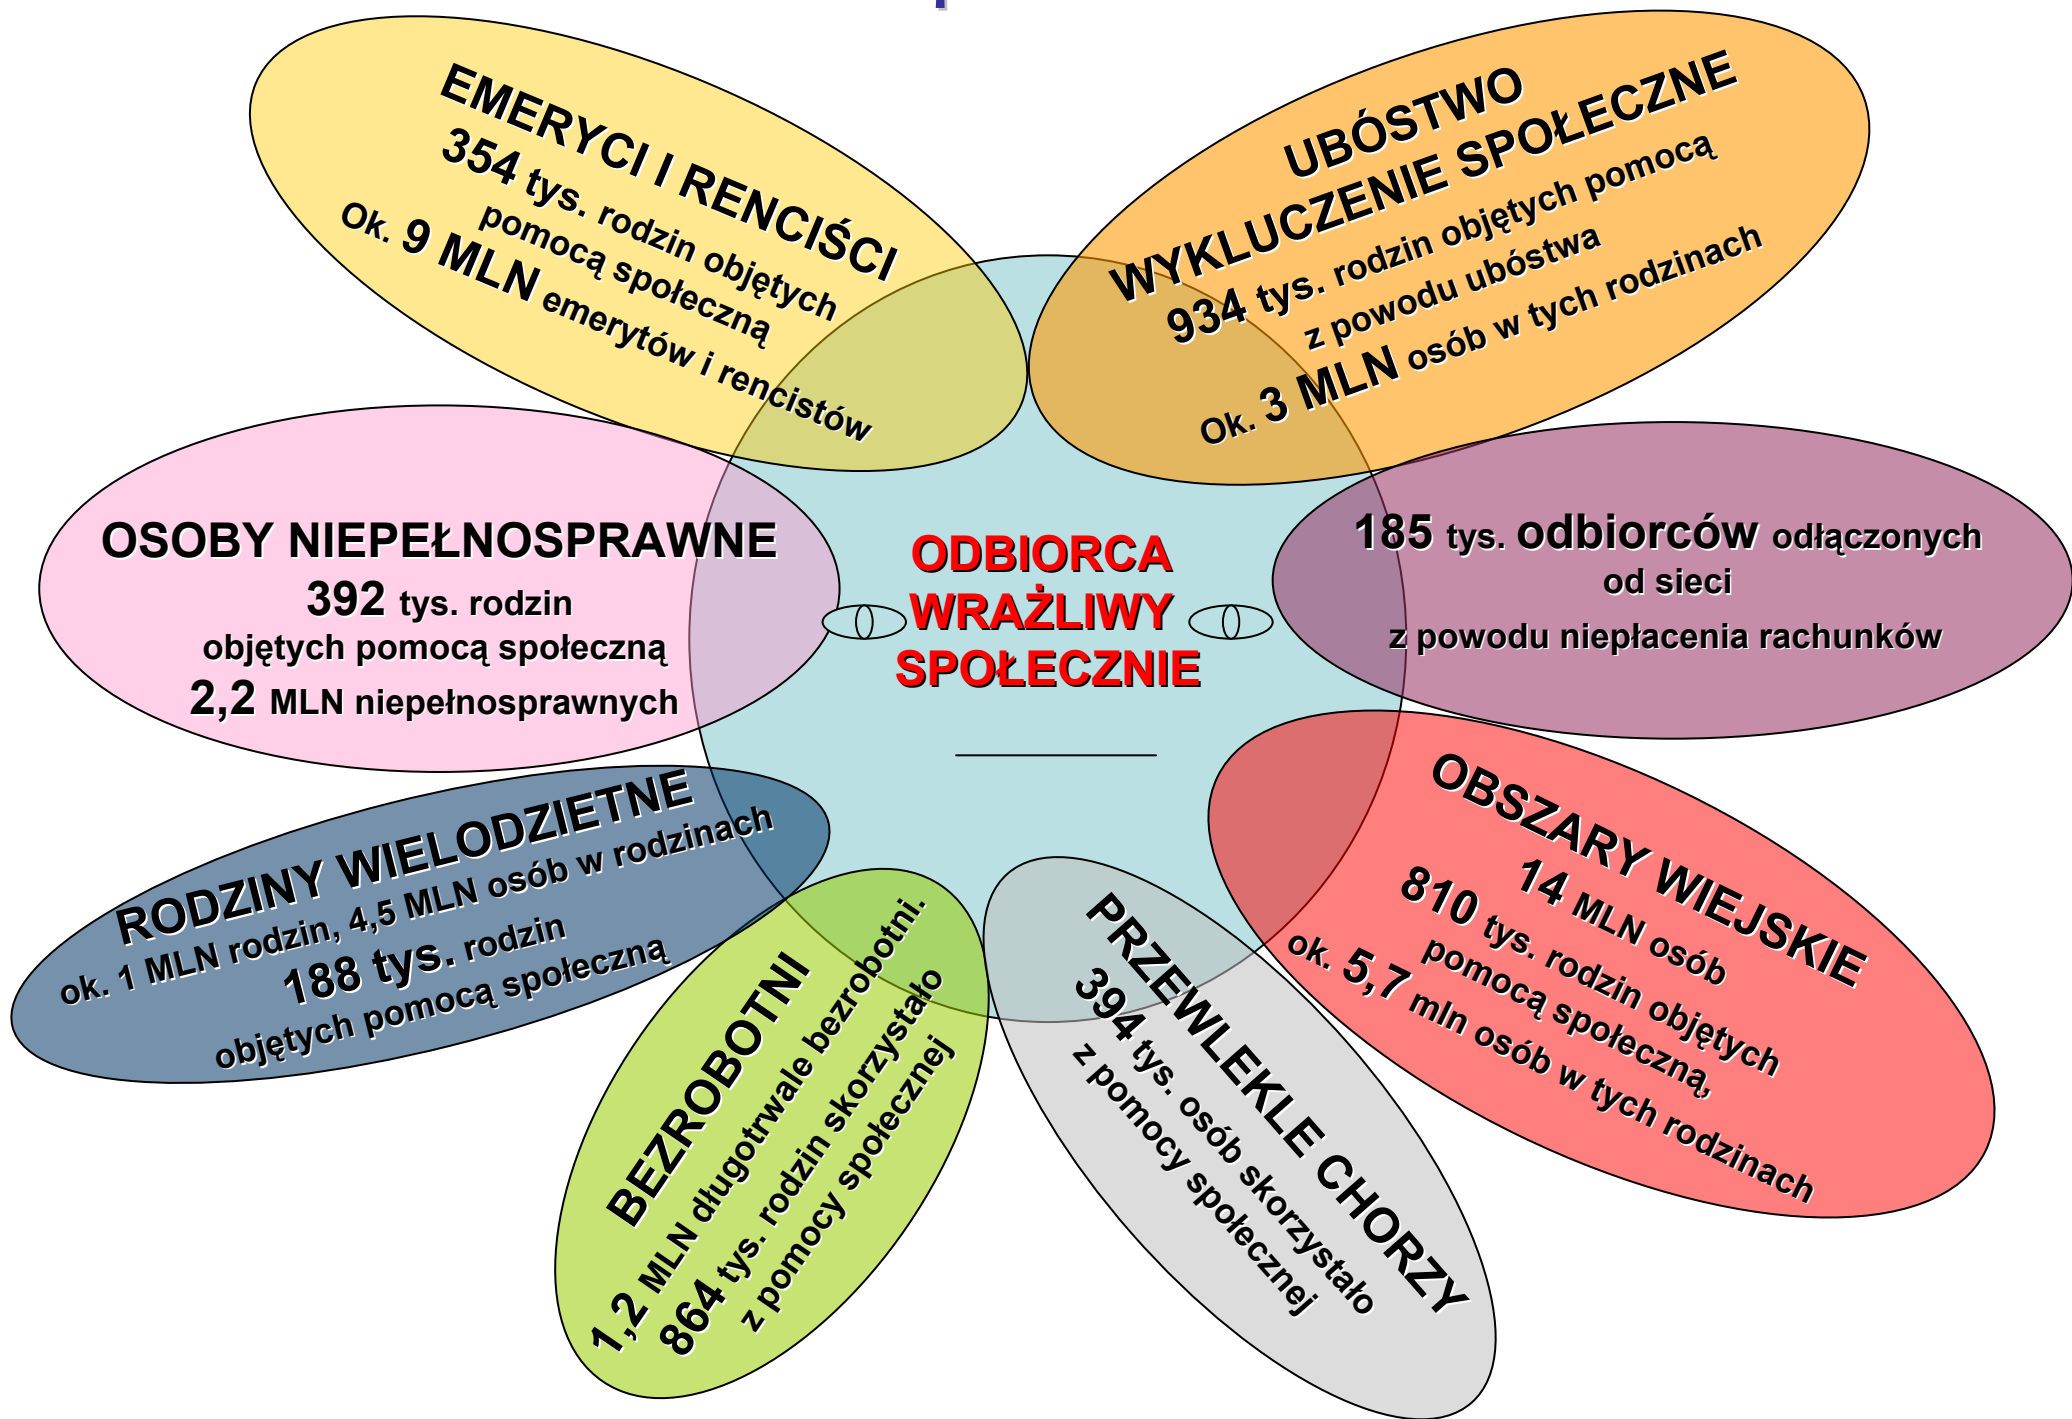 EMERYCI I RENCIŚCI
354 tys. rodzin objętych
pomocą społeczną
Ok. 9 MLN emerytów i rencistów
UBÓSTWO
WYKLUCZENIE SPOŁECZNE
934 tys. rodzin objętych pomocą
z powodu ubóstwa
Ok. 3 MLN osób w tych rodzinach
OSOBY NIEPEŁNOSPRAWNE
392 tys. rodzin
objętych pomocą społeczną
2,2 MLN niepełnosprawnych
ODBIORCA
WRAŻLIWY
SPOŁECZNIE
185 tys. odbiorców odłączonych
od sieci
z powodu niepłacenia rachunków
RODZINY WIELODZIETNE
ok. 1 MLN rodzin, 4,5 MLN osób w rodzinach
188 tys. rodzin
objętych pomocą społeczną
BEZROBOTNI
1,2 MLN długotrwale bezrobotni.
864 tys. rodzin skorzystało
z pomocy społecznej
PRZEWLEKLE CHORZY
394 tys. osób skorzystało
z pomocy społecznej
OBSZARY WIEJSKIE
14 MLN osób
810 tys. rodzin objętych
pomocą społeczną,
ok. 5,7 mln osób w tych rodzinach